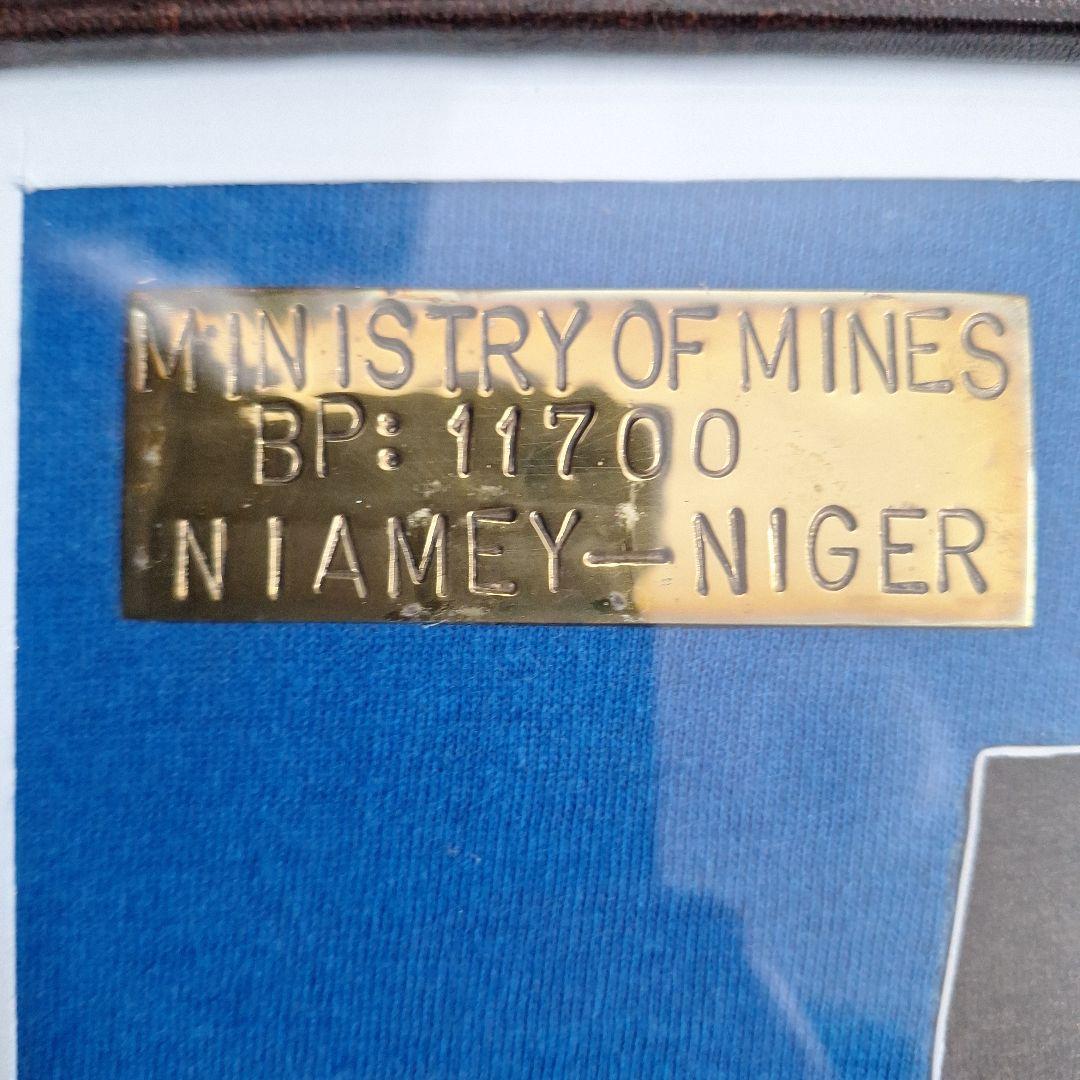 MINISTRY OF MINES
BP: 11700
NIAMEY—NIGER